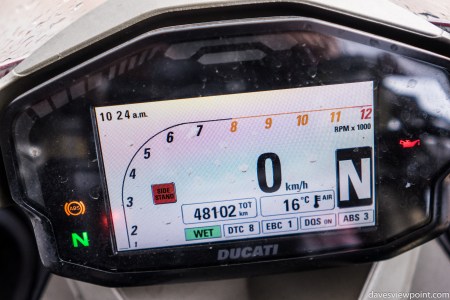 10 24 a.m.
1 2 3 4 5 6 7 8 9 10 11 12
RPM x 1000
SIDE STAND
0 km/h
N
48102 TOT km
16 °C AIR
WET DTC 8 EBC 1 DQS ON ABS 3
ABS
N
DUCATI
davesviewpoint.com